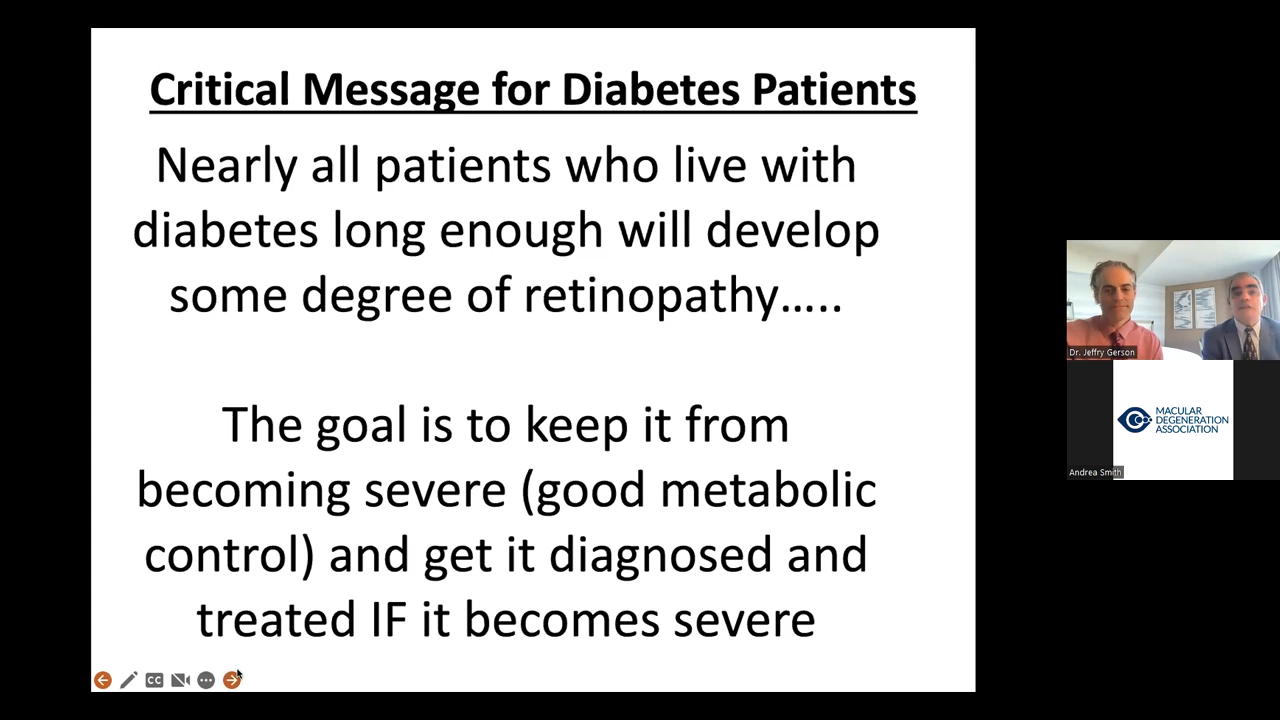 Critical Message for Diabetes Patients
Nearly all patients who live with
diabetes long enough will develop
some degree of retinopathy.....
The goal is to keep it from
becoming severe (good metabolic
control) and get it diagnosed and
treated IF it becomes severe
CC
Dr. Jeffry Gerson
MACULAR
DEGENERATION
ASSOCIATION
Andrea Smith